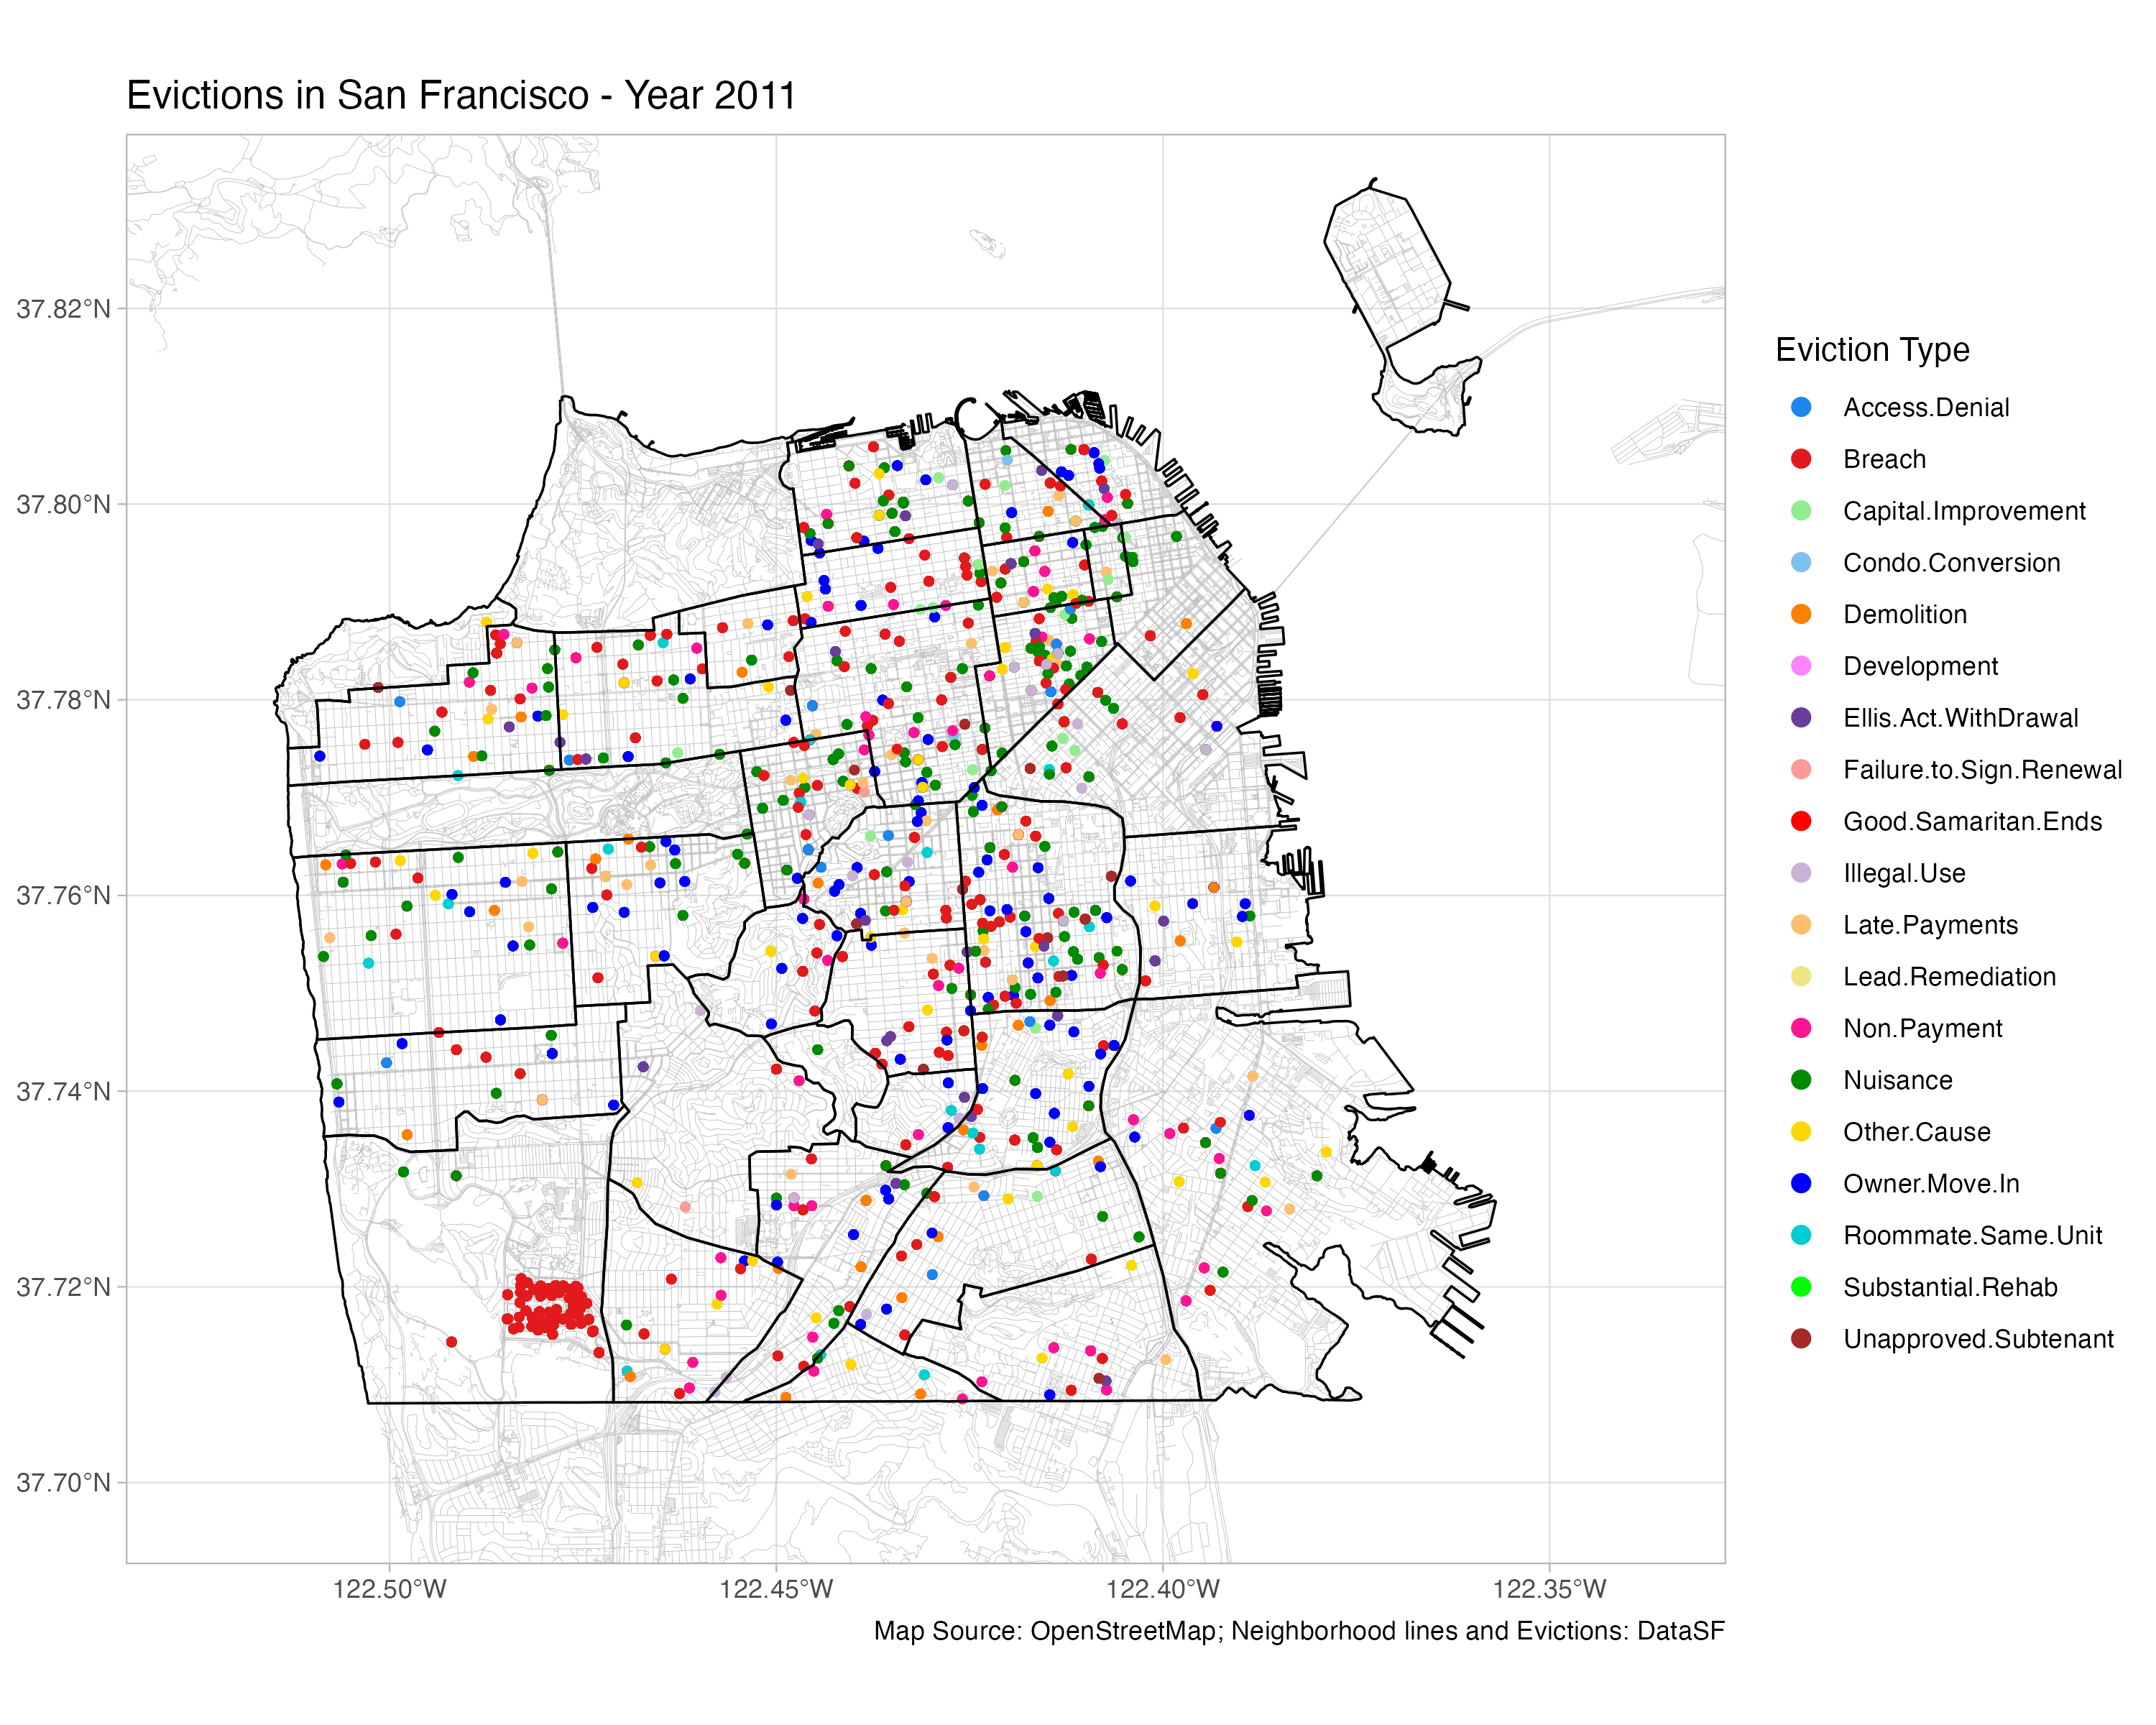 Evictions in San Francisco - Year 2011
37.82°N
37.80°N
37.78°N
37.76°N
37.74°N
37.72°N
37.70°N
122.50°W
122.45°W
122.40°W
122.35°W
Eviction Type
Access.Denial
Breach
Capital.Improvement
Condo.Conversion
Demolition
Development
Ellis.Act.WithDrawal
Failure.to.Sign.Renewal
Good.Samaritan.Ends
Illegal.Use
Late.Payments
Lead.Remediation
Non.Payment
Nuisance
Other.Cause
Owner.Move.In
Roommate.Same.Unit
Substantial.Rehab
Unapproved.Subtenant
Map Source: OpenStreetMap; Neighborhood lines and Evictions: DataSF